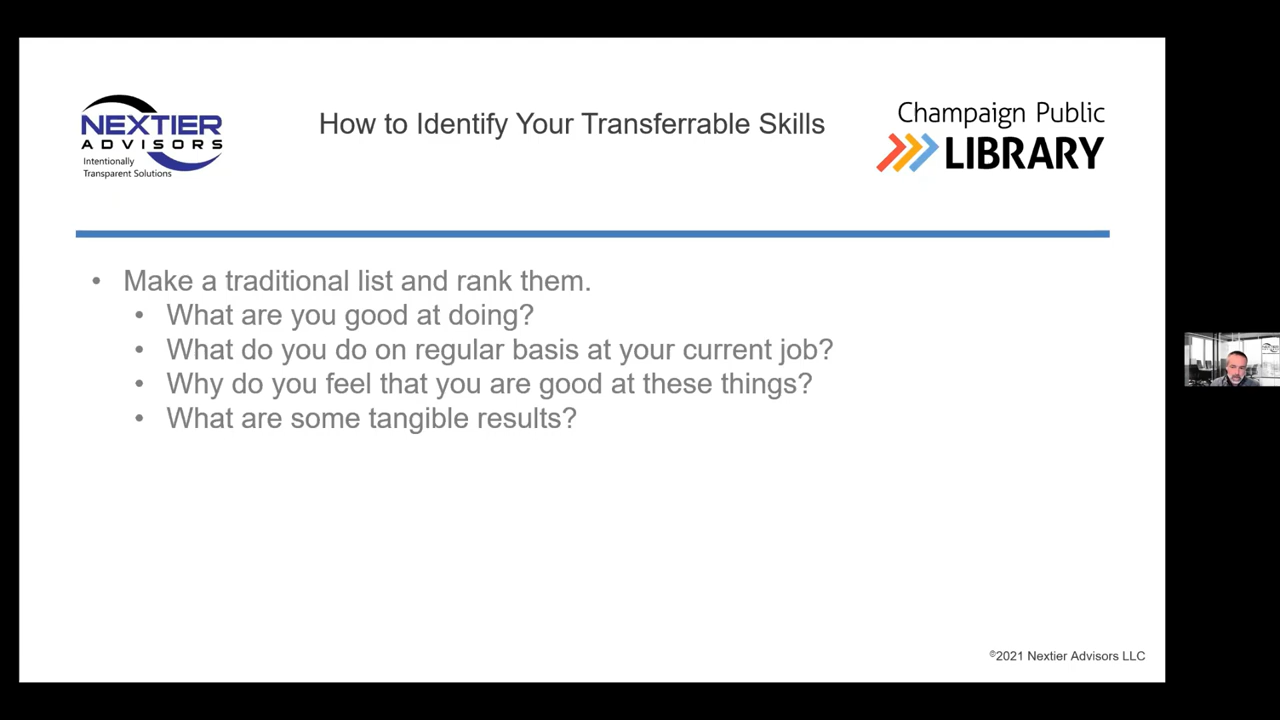 NEXTIER
ADVISORS
Intentionally
Transparent Solutions
How to Identify Your Transferrable Skills
Champaign Public
LIBRARY
• Make a traditional list and rank them.
• What are you good at doing?
• What do you do on regular basis at your current job?
• Why do you feel that you are good at these things?
• What are some tangible results?
©2021 Nextier Advisors LLC